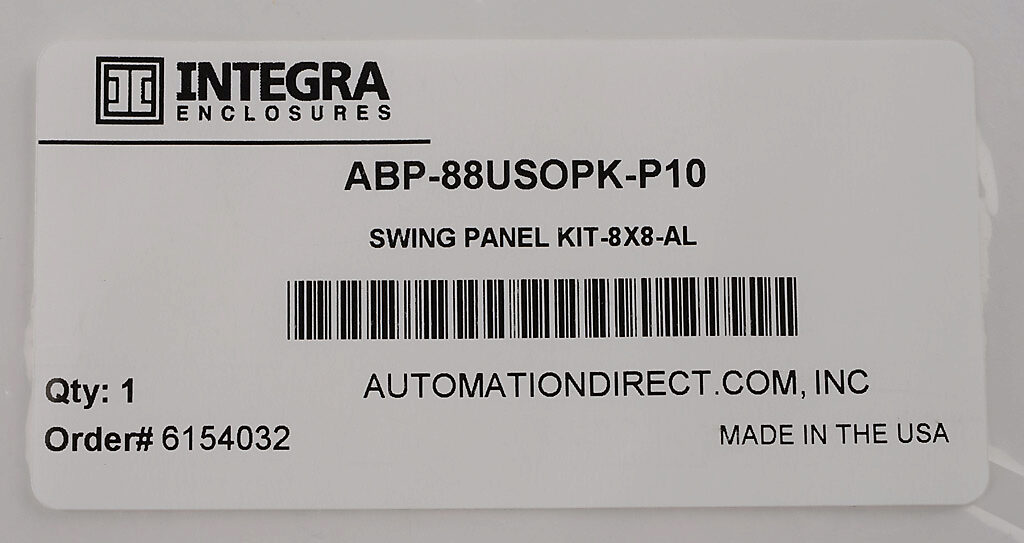 INTEGRA
ENCLOSURES
ABP-88USOPK-P10
SWING PANEL KIT-8X8-AL
Qty: 1
AUTOMATIONDIRECT.COM, INC
Order# 6154032
MADE IN THE USA